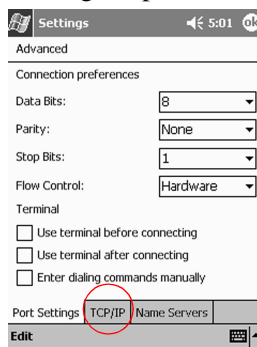 Settings 5:01 ok
Advanced
Connection preferences
Data Bits: 8
Parity: None
Stop Bits: 1
Flow Control: Hardware
Terminal
Use terminal before connecting
Use terminal after connecting
Enter dialing commands manually
Port Settings TCP/IP Name Servers
Edit